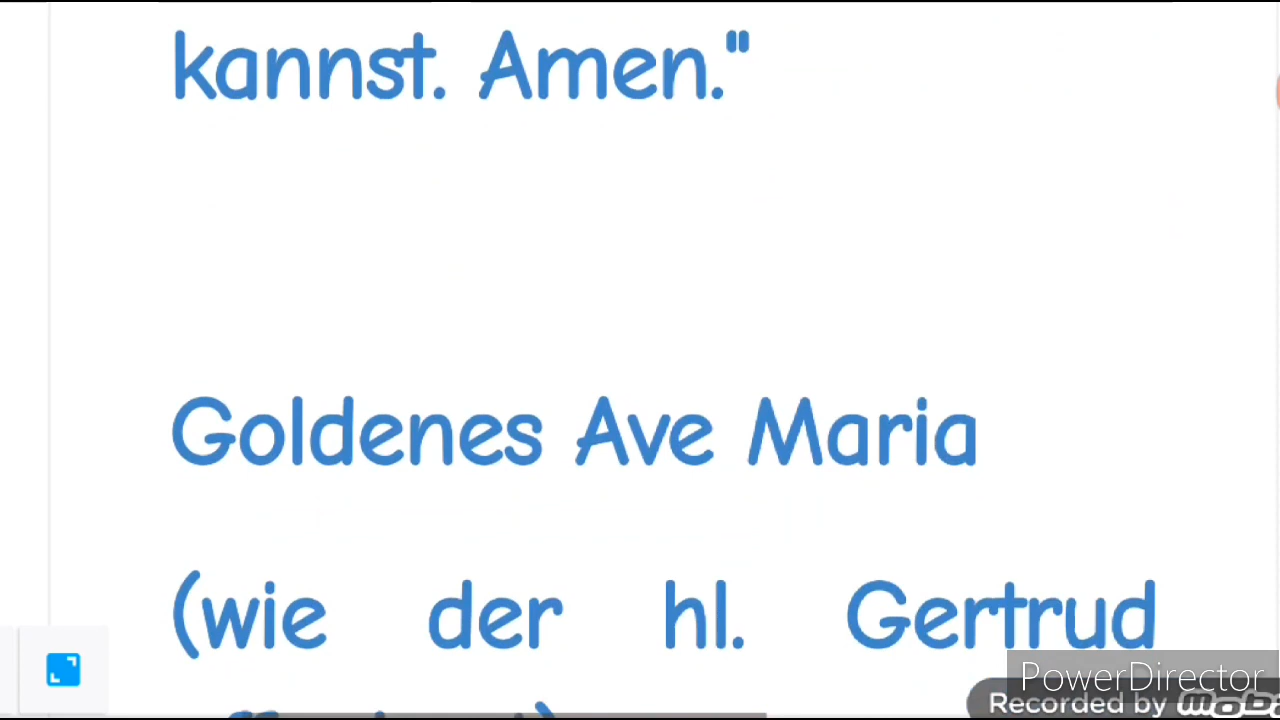 kannst. Amen."
Goldenes Ave Maria
(wie der hl. Gertrud
PowerDirector
Recorded by